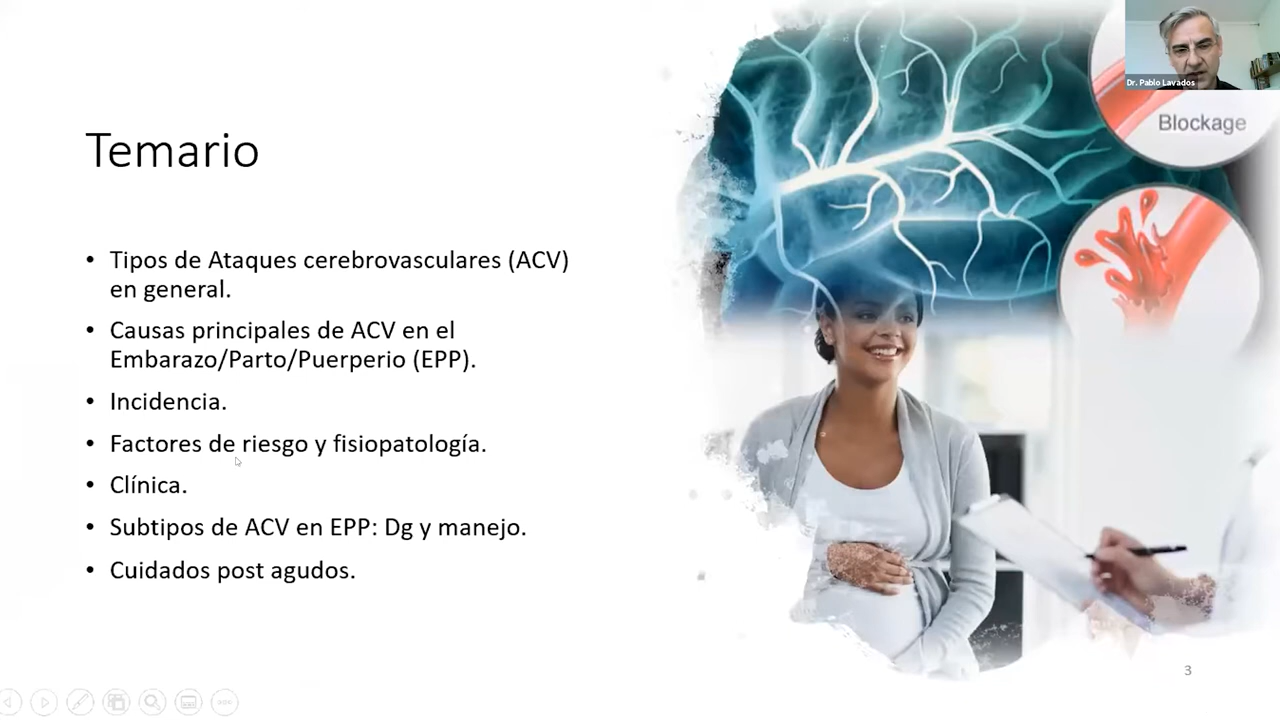 Dr. Pablo Lavados
Blockage
Temario
• Tipos de Ataques cerebrovasculares (ACV)
en general.
• Causas principales de ACV en el
Embarazo/Parto/Puerperio (EPP).
• Incidencia.
• Factores de riesgo y fisiopatología.
• Clínica.
• Subtipos de ACV en EPP: Dg y manejo.
• Cuidados post agudos.
3